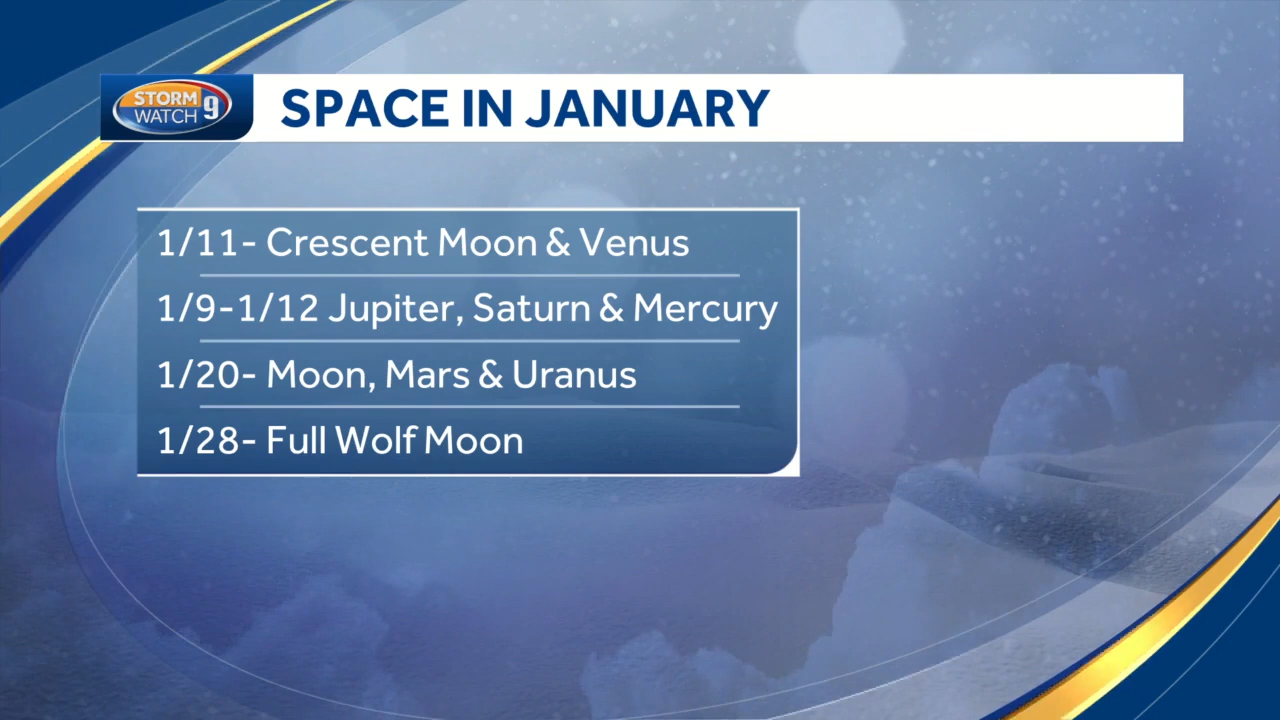 STORM
WATCH 9
SPACE IN JANUARY
1/11- Crescent Moon & Venus
1/9-1/12 Jupiter, Saturn & Mercury
1/20- Moon, Mars & Uranus
1/28- Full Wolf Moon